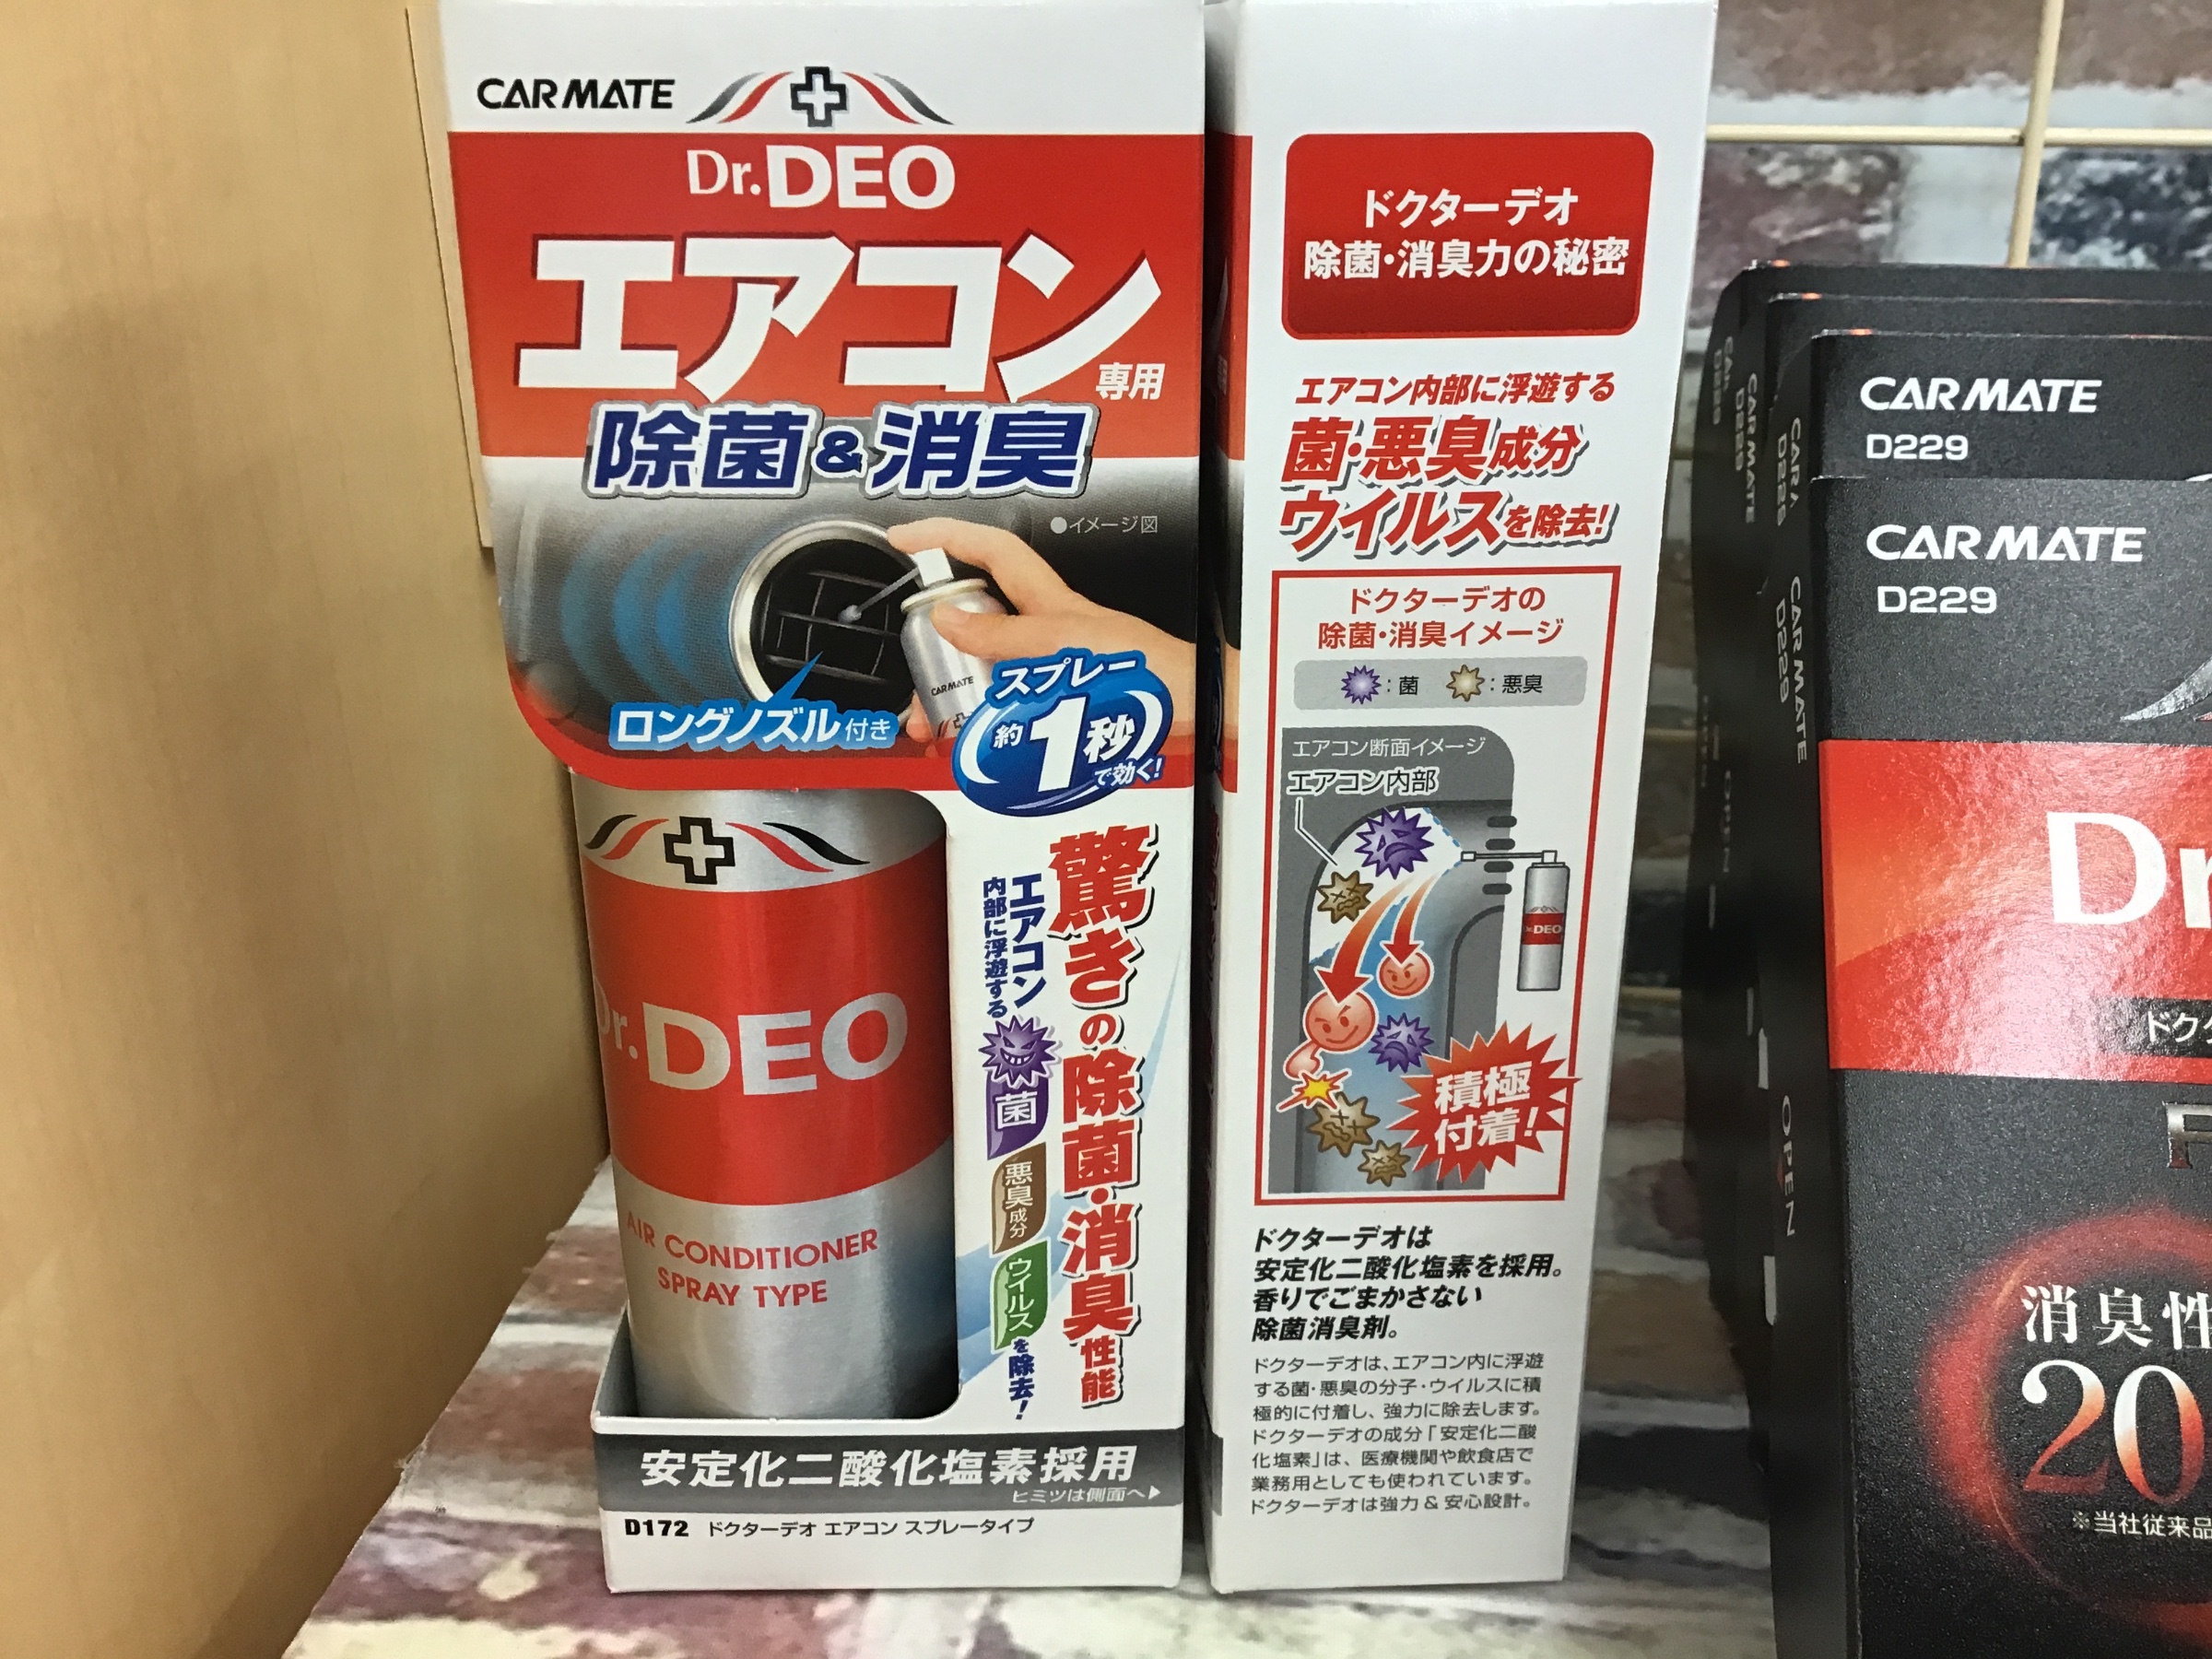 CARMATE
Dr.DEO
エアコン専用
除菌&消臭
●イメージ図
CARMATE
ロングノズル付き
スプレー
約1秒
で効く!
Dr.DEO
AIR CONDITIONER
SPRAY TYPE
驚きの除菌・消臭性能
エアコン
内部に浮遊する
菌
悪臭成分
ウイルス
を除去!
安定化二酸化塩素採用
ヒミツは側面へ▶
D172 ドクターデオ エアコン スプレータイプ
ドクターデオ
除菌・消臭力の秘密
エアコン内部に浮遊する
菌・悪臭成分
ウイルスを除去!
ドクターデオの
除菌・消臭イメージ
:菌 :悪臭
エアコン断面イメージ
エアコン内部
Dr.DEO
積極
付着!
ドクターデオは
安定化二酸化塩素を採用。
香りでごまかさない
除菌消臭剤。
ドクターデオは、エアコン内に浮遊
する菌・悪臭の分子・ウイルスに積
極的に付着し、強力に除去します。
ドクターデオの成分「安定化二酸
化塩素」は、医療機関や飲食店で
業務用としても使われています。
ドクターデオは強力&安心設計。
CARMATE
D229
CARMATE
D229
CARMATE
D229
CARMATE
D229
OPEN
Dr
ドク
消臭性
20
※当社従来品